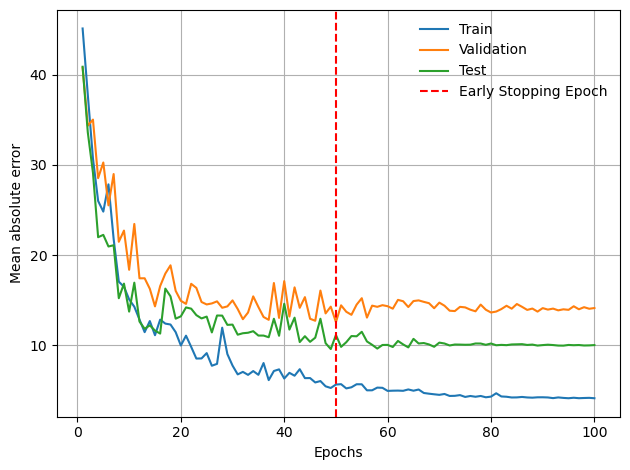 Train
Validation
Test
Early Stopping Epoch
Mean absolute error
40
30
20
10
0 20 40 60 80 100
Epochs